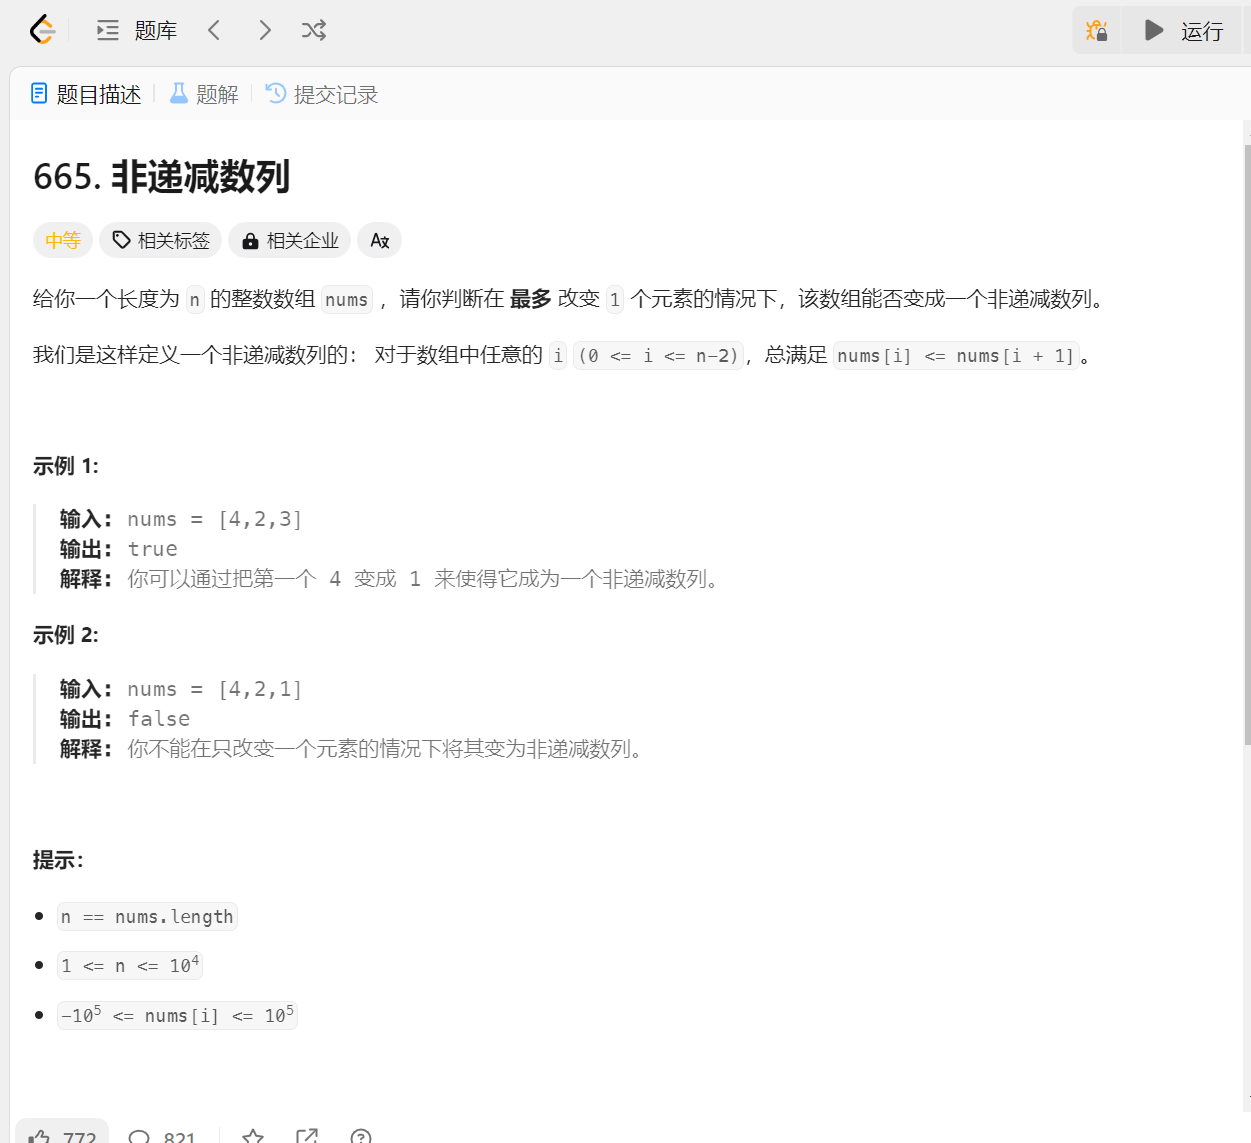 题库
运行
题目描述 题解 提交记录
665. 非递减数列
中等 相关标签 相关企业
给你一个长度为 n 的整数数组 nums ，请你判断在 最多 改变 1 个元素的情况下，该数组能否变成一个非递减数列。
我们是这样定义一个非递减数列的： 对于数组中任意的 i (0 <= i <= n-2)，总满足 nums[i] <= nums[i + 1]。
示例 1:
输入: nums = [4,2,3]
输出: true
解释: 你可以通过把第一个 4 变成 1 来使得它成为一个非递减数列。
示例 2:
输入: nums = [4,2,1]
输出: false
解释: 你不能在只改变一个元素的情况下将其变为非递减数列。
提示：
n == nums.length
1 <= n <= 10⁴
-10⁵ <= nums[i] <= 10⁵
772 821